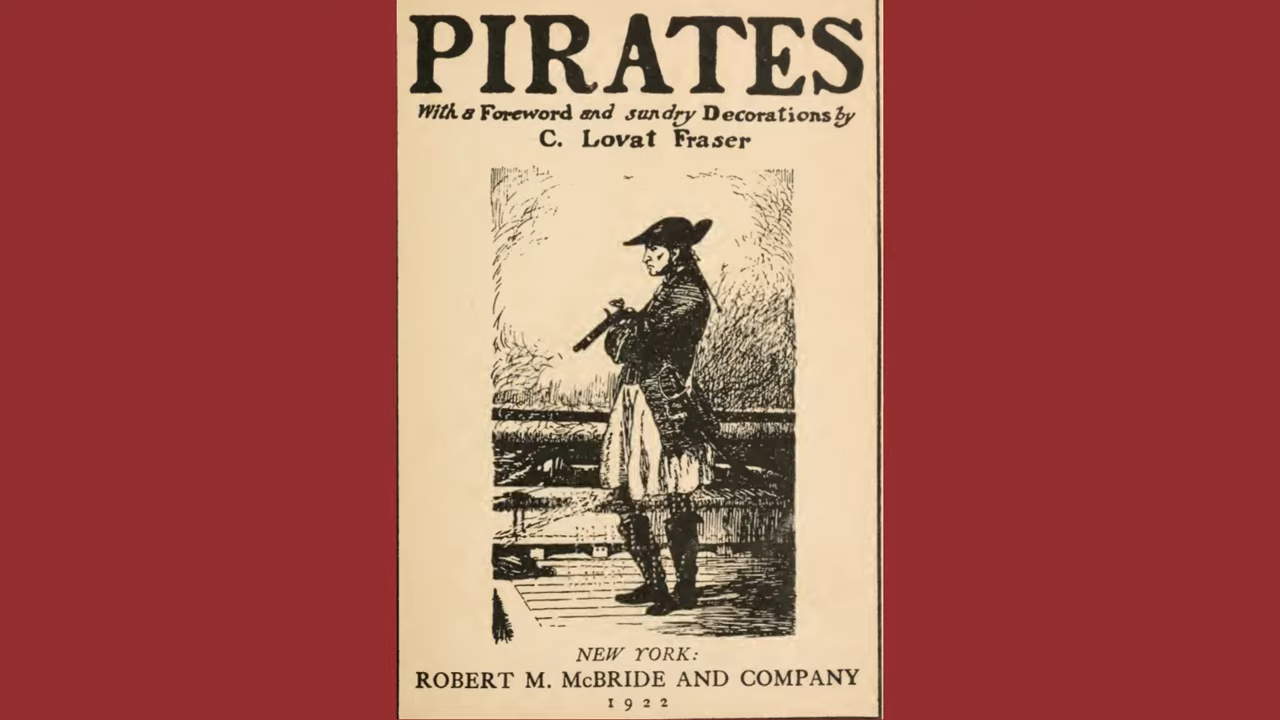 PIRATES
With a Foreword and sundry Decorations by
C. Lovat Fraser
NEW YORK:
ROBERT M. McBRIDE AND COMPANY
1922